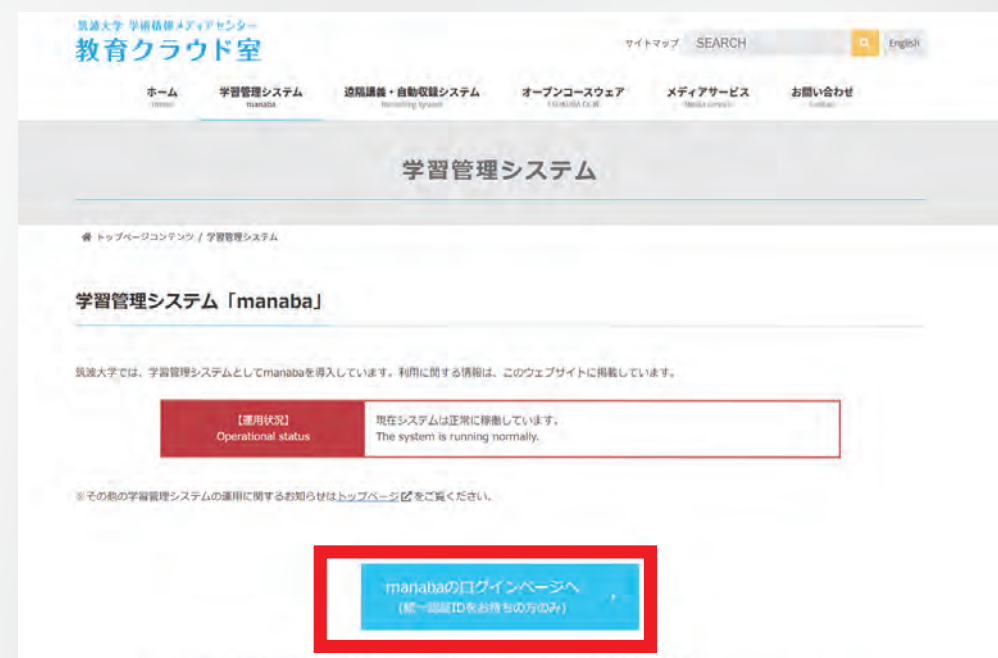 筑波大学 学術情報メディアセンター
教育クラウド室
サイトマップ SEARCH English
ホーム 学習管理システム 遠隔講義・自動収録システム オープンコースウェア メディアサービス お問い合わせ
manaba
学習管理システム
トップページコンテンツ / 学習管理システム
学習管理システム「manaba」
筑波大学では、学習管理システムとしてmanabaを導入しています。利用に関する情報は、このウェブサイトに掲載しています。
【運用状況】 現在システムは正常に稼働しています。
Operational status The system is running normally.
※その他の学習管理システムの運用に関するお知らせはトップページをご覧ください。
manabaのログインページへ
(統一認証IDをお持ちの方のみ)